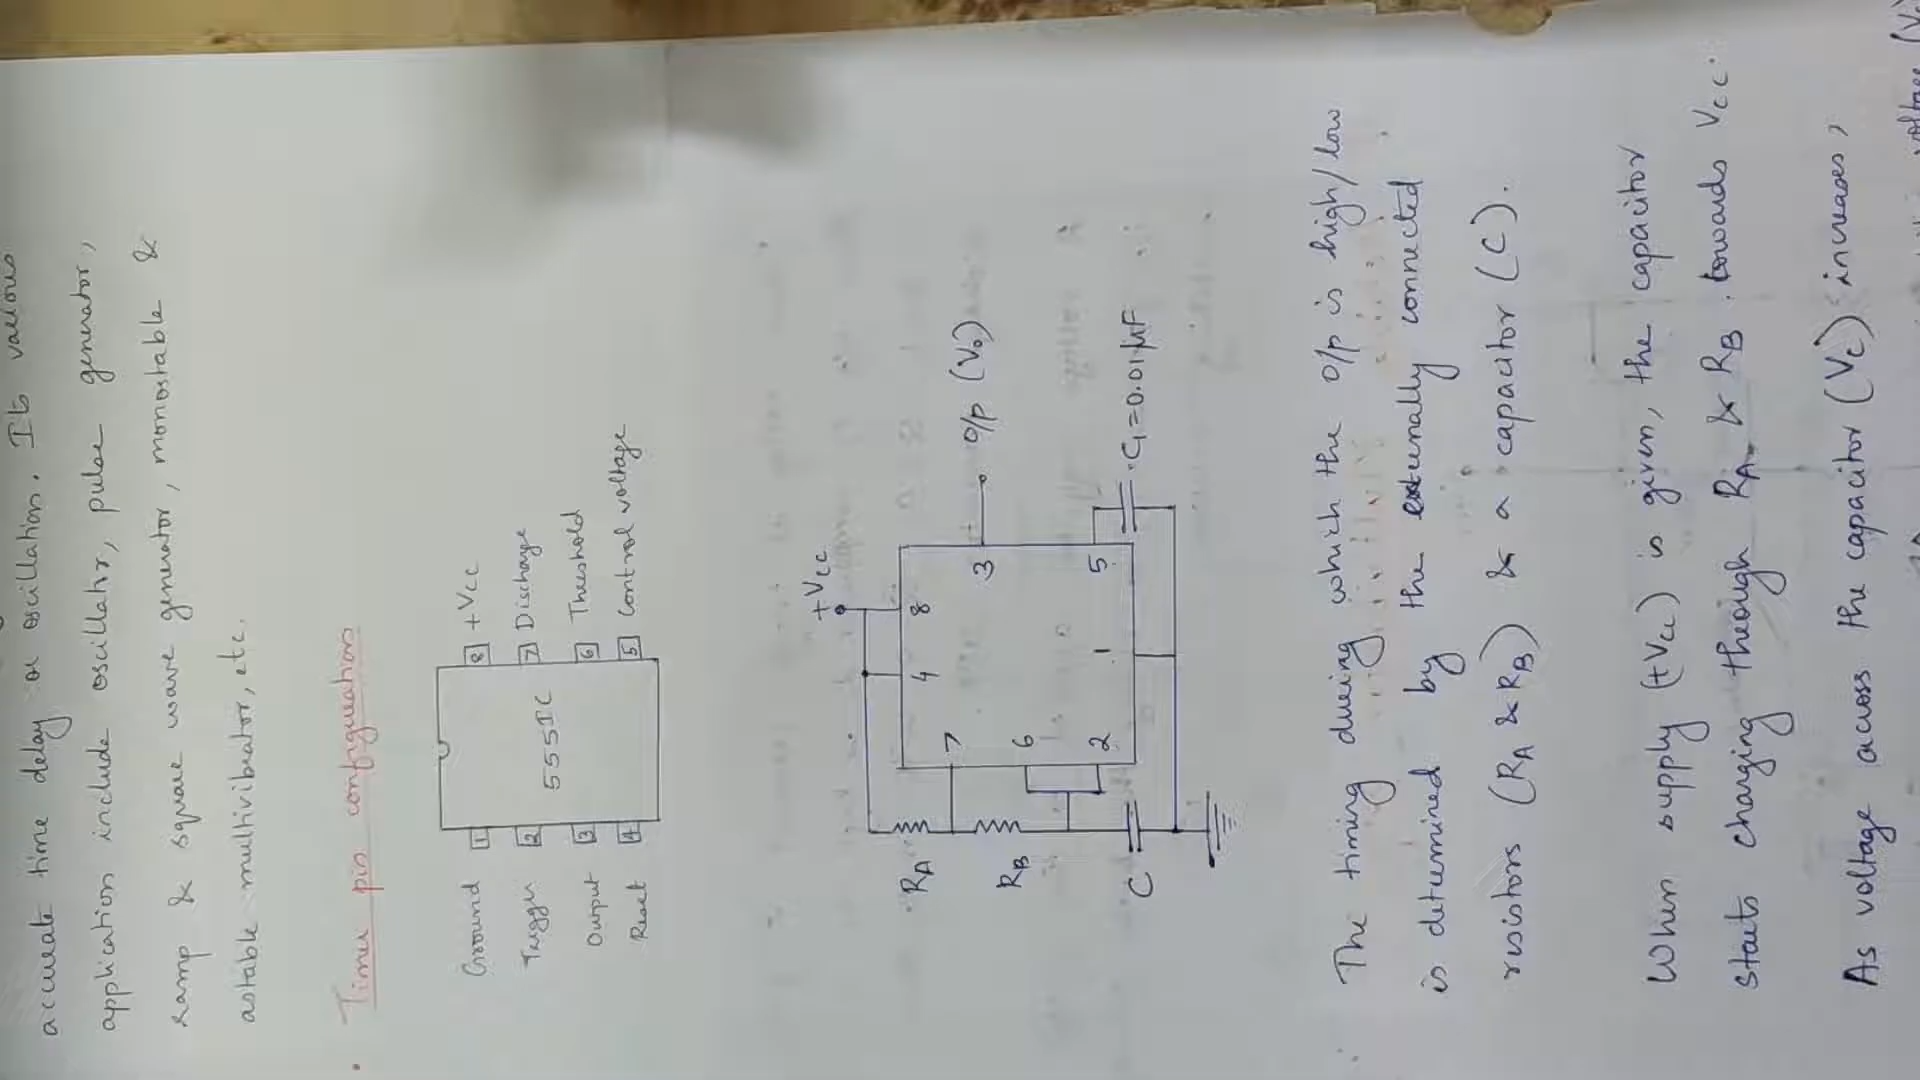 accurate time delay or oscillation. Its various
application include oscillator, pulse generator,
ramp & square wave generator, monostable &
astable multivibrator, etc.
• Timer pin configuration
Ground 1 8 +Vcc
Trigger 2 7 Discharge
555IC
Output 3 6 Threshold
Reset 4 5 Control voltage
+Vcc
4 8
RA 7
3 o/p (Vo)
RB 6
2 1 5
C C1=0.01µF
The timing during which the o/p is high/low
is determined by the externally connected
resistors (RA & RB) & a capacitor (C).
When supply (+Vcc) is given, the capacitor
starts charging through RA & RB towards Vcc.
As voltage across the capacitor (Vc) increases,
voltage